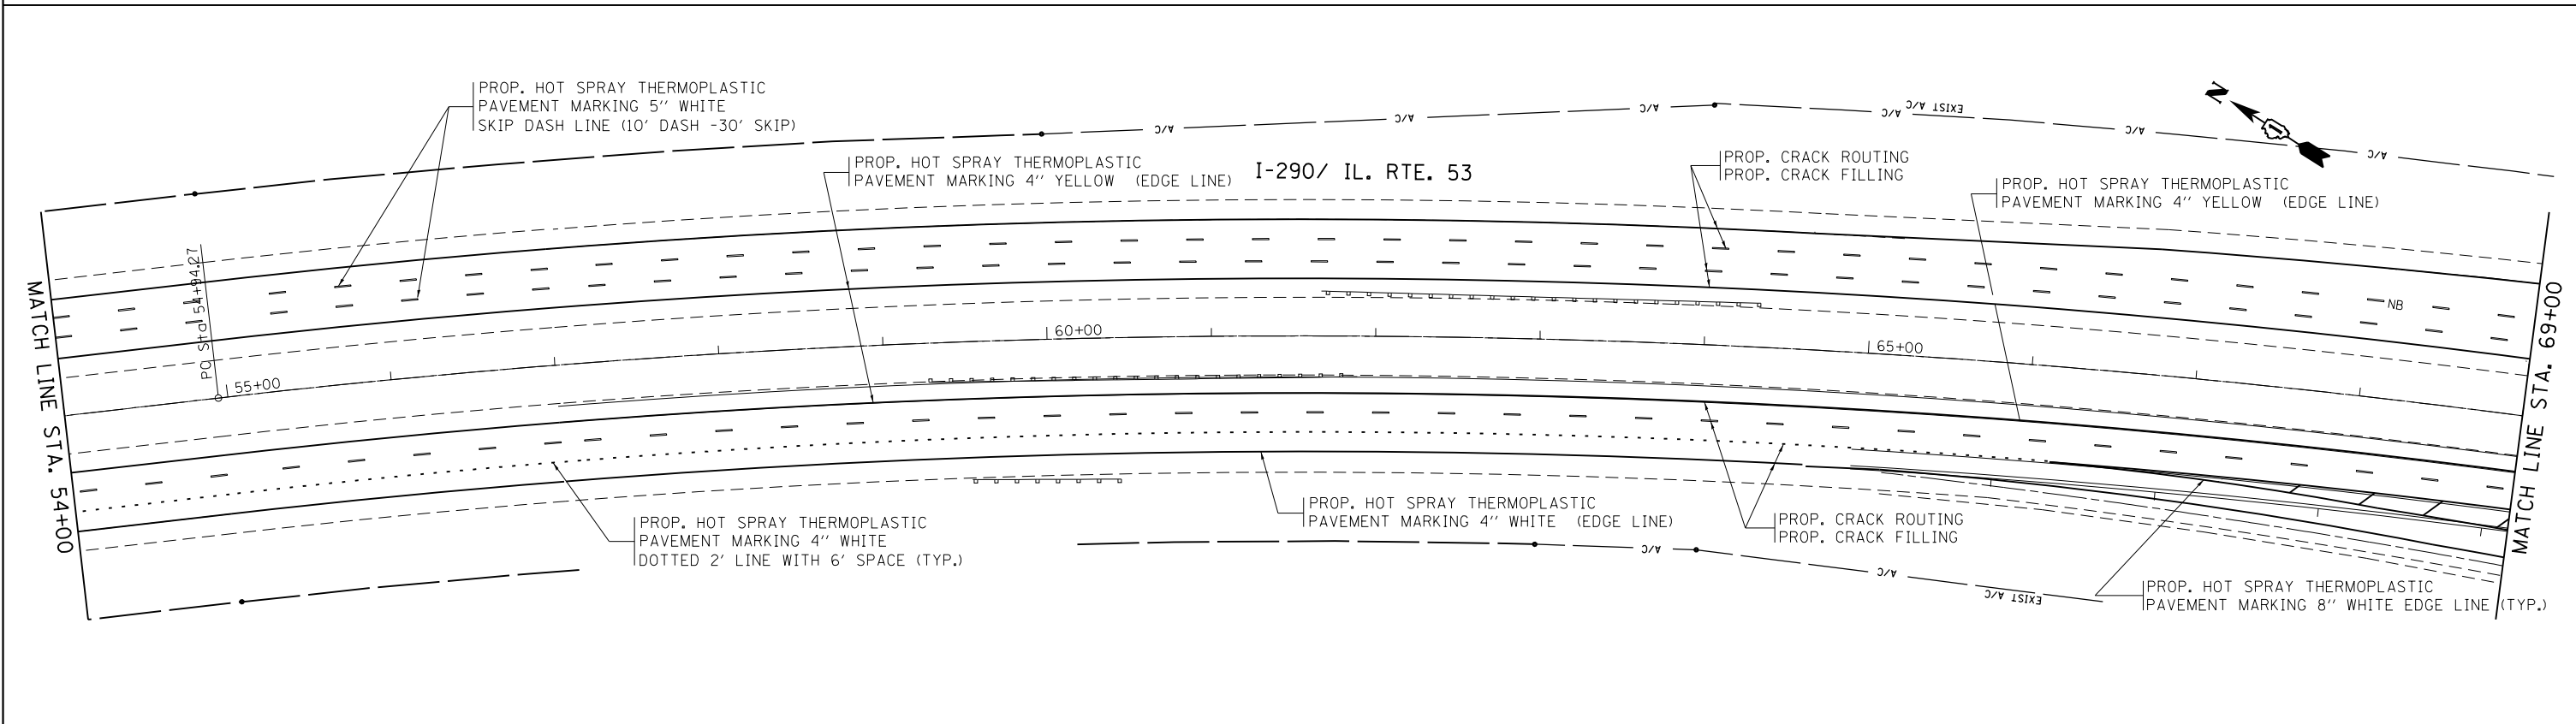 PROP. HOT SPRAY THERMOPLASTIC
PAVEMENT MARKING 5" WHITE
SKIP DASH LINE (10' DASH -30' SKIP)
PROP. HOT SPRAY THERMOPLASTIC
PAVEMENT MARKING 4" YELLOW (EDGE LINE)
I-290/ IL. RTE. 53
A/C
A/C
A/C
A/C
EXIST A/C
A/C
A/C
N
PROP. CRACK ROUTING
PROP. CRACK FILLING
PROP. HOT SPRAY THERMOPLASTIC
PAVEMENT MARKING 4" YELLOW (EDGE LINE)
MATCH LINE STA. 54+00
Sta 54+94.27
55+00
60+00
65+00
NB
MATCH LINE STA. 69+00
PROP. HOT SPRAY THERMOPLASTIC
PAVEMENT MARKING 4" WHITE
DOTTED 2' LINE WITH 6' SPACE (TYP.)
PROP. HOT SPRAY THERMOPLASTIC
PAVEMENT MARKING 4" WHITE (EDGE LINE)
PROP. CRACK ROUTING
PROP. CRACK FILLING
A/C
A/C
EXIST A/C
PROP. HOT SPRAY THERMOPLASTIC
PAVEMENT MARKING 8" WHITE EDGE LINE (TYP.)